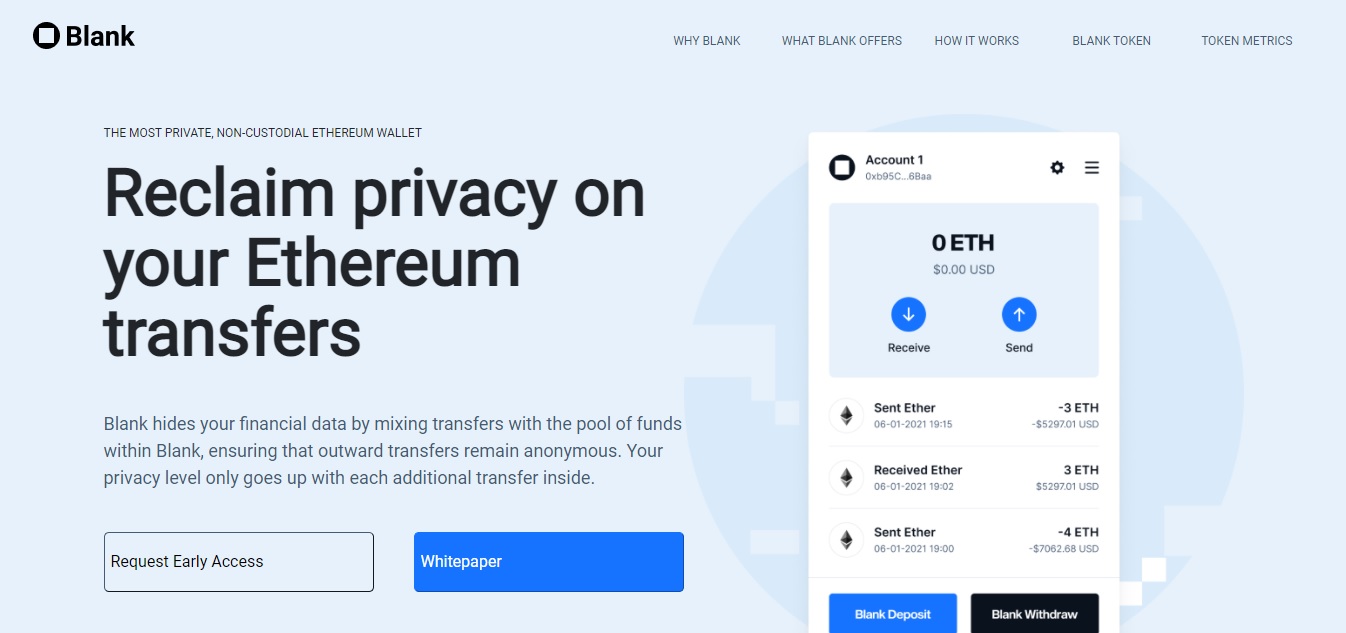 Blank
WHY BLANK
WHAT BLANK OFFERS
HOW IT WORKS
BLANK TOKEN
TOKEN METRICS
THE MOST PRIVATE, NON-CUSTODIAL ETHEREUM WALLET
Reclaim privacy on
your Ethereum
transfers
Blank hides your financial data by mixing transfers with the pool of funds
within Blank, ensuring that outward transfers remain anonymous. Your
privacy level only goes up with each additional transfer inside.
Request Early Access
Whitepaper
Account 1
0xb95C...6Baa
0 ETH
$0.00 USD
Receive
Send
Sent Ether
-3 ETH
06-01-2021 19:15
-$5297.01 USD
Received Ether
3 ETH
06-01-2021 19:02
$5297.01 USD
Sent Ether
-4 ETH
06-01-2021 19:00
-$7062.68 USD
Blank Deposit
Blank Withdraw